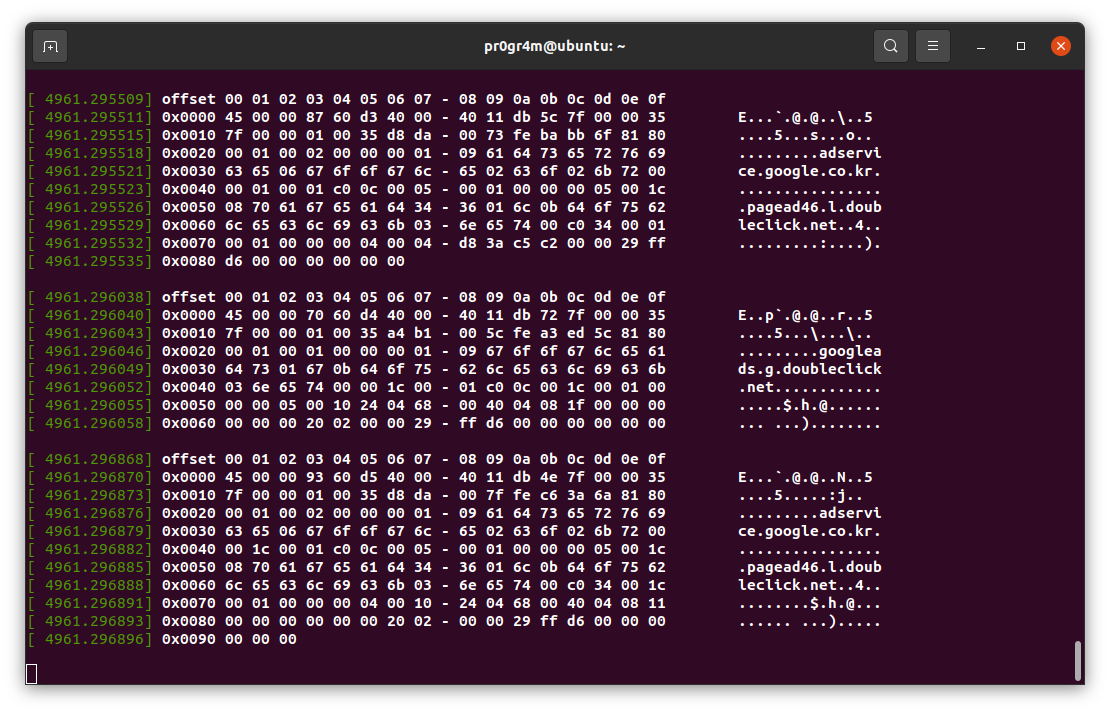 pr0gr4m@ubuntu: ~
[ 4961.295509] offset 00 01 02 03 04 05 06 07 - 08 09 0a 0b 0c 0d 0e 0f
[ 4961.295511] 0x0000 45 00 00 87 60 d3 40 00 - 40 11 db 5c 7f 00 00 35 E...`.@.@..\..5
[ 4961.295515] 0x0010 7f 00 00 01 00 35 d8 da - 00 73 fe ba bb 6f 81 80 ....5...s...o..
[ 4961.295518] 0x0020 00 01 00 02 00 00 00 01 - 09 61 64 73 65 72 76 69 .........adservi
[ 4961.295521] 0x0030 63 65 06 67 6f 6f 67 6c - 65 02 63 6f 02 6b 72 00 ce.google.co.kr.
[ 4961.295523] 0x0040 00 01 00 01 c0 0c 00 05 - 00 01 00 00 00 05 00 1c ................
[ 4961.295526] 0x0050 08 70 61 67 65 61 64 34 - 36 01 6c 0b 64 6f 75 62 .pagead46.l.doub
[ 4961.295529] 0x0060 6c 65 63 6c 69 63 6b 03 - 6e 65 74 00 c0 34 00 01 leclick.net..4..
[ 4961.295532] 0x0070 00 01 00 00 00 04 00 04 - d8 3a c5 c2 00 00 29 ff .........:....).
[ 4961.295535] 0x0080 d6 00 00 00 00 00 00
[ 4961.296038] offset 00 01 02 03 04 05 06 07 - 08 09 0a 0b 0c 0d 0e 0f
[ 4961.296040] 0x0000 45 00 00 70 60 d4 40 00 - 40 11 db 72 7f 00 00 35 E..p`.@.@..r..5
[ 4961.296043] 0x0010 7f 00 00 01 00 35 a4 b1 - 00 5c fe a3 ed 5c 81 80 ....5...\...\..
[ 4961.296046] 0x0020 00 01 00 01 00 00 00 01 - 09 67 6f 6f 67 6c 65 61 .........googlea
[ 4961.296049] 0x0030 64 73 01 67 0b 64 6f 75 - 62 6c 65 63 6c 69 63 6b ds.g.doubleclick
[ 4961.296052] 0x0040 03 6e 65 74 00 00 1c 00 - 01 c0 0c 00 1c 00 01 00 .net............
[ 4961.296055] 0x0050 00 00 05 00 10 24 04 68 - 00 40 04 08 1f 00 00 00 .....$.h.@......
[ 4961.296058] 0x0060 00 00 00 20 02 00 00 29 - ff d6 00 00 00 00 00 00 ... ...)........
[ 4961.296868] offset 00 01 02 03 04 05 06 07 - 08 09 0a 0b 0c 0d 0e 0f
[ 4961.296870] 0x0000 45 00 00 93 60 d5 40 00 - 40 11 db 4e 7f 00 00 35 E...`.@.@..N..5
[ 4961.296873] 0x0010 7f 00 00 01 00 35 d8 da - 00 7f fe c6 3a 6a 81 80 ....5.....:j..
[ 4961.296876] 0x0020 00 01 00 02 00 00 00 01 - 09 61 64 73 65 72 76 69 .........adservi
[ 4961.296879] 0x0030 63 65 06 67 6f 6f 67 6c - 65 02 63 6f 02 6b 72 00 ce.google.co.kr.
[ 4961.296882] 0x0040 00 1c 00 01 c0 0c 00 05 - 00 01 00 00 00 05 00 1c ................
[ 4961.296885] 0x0050 08 70 61 67 65 61 64 34 - 36 01 6c 0b 64 6f 75 62 .pagead46.l.doub
[ 4961.296888] 0x0060 6c 65 63 6c 69 63 6b 03 - 6e 65 74 00 c0 34 00 1c leclick.net..4..
[ 4961.296891] 0x0070 00 01 00 00 00 04 00 10 - 24 04 68 00 40 04 08 11 ........$.h.@...
[ 4961.296893] 0x0080 00 00 00 00 00 00 20 02 - 00 00 29 ff d6 00 00 00 ...... ...).....
[ 4961.296896] 0x0090 00 00 00